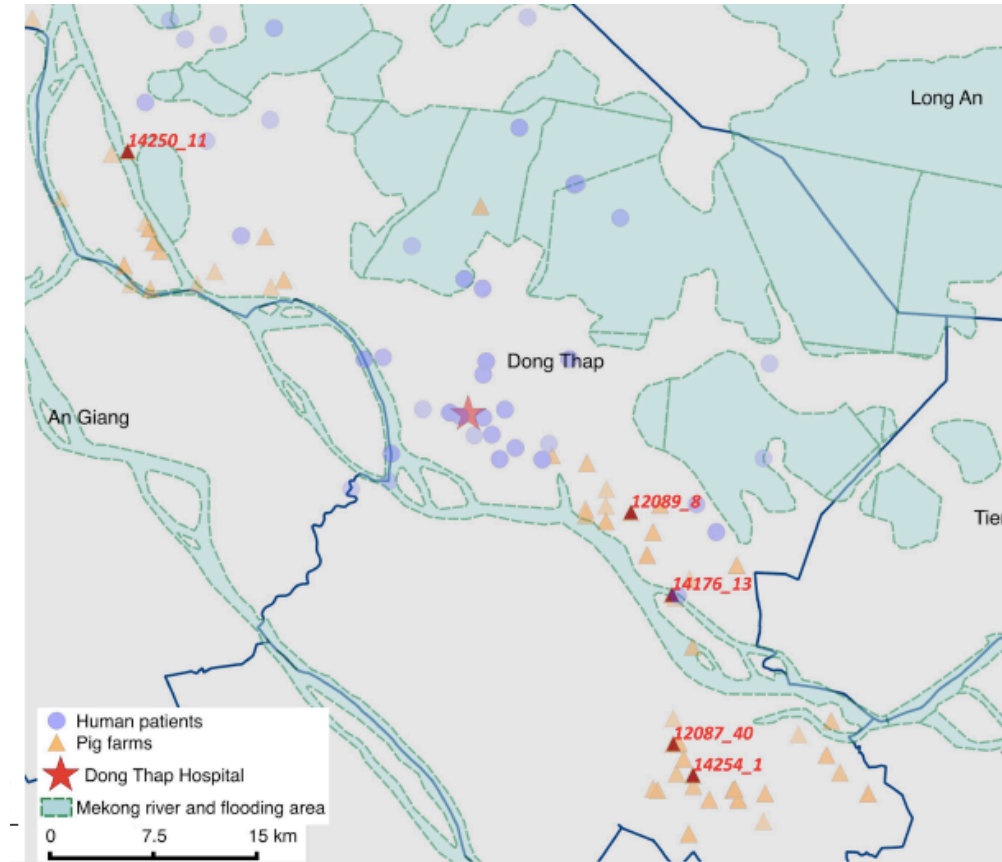 Long An
14250_11
Dong Thap
An Giang
12089_8
Tier
14176_13
Human patients
Pig farms
Dong Thap Hospital
Mekong river and flooding area
0 7.5 15 km
12087_40
14254_1